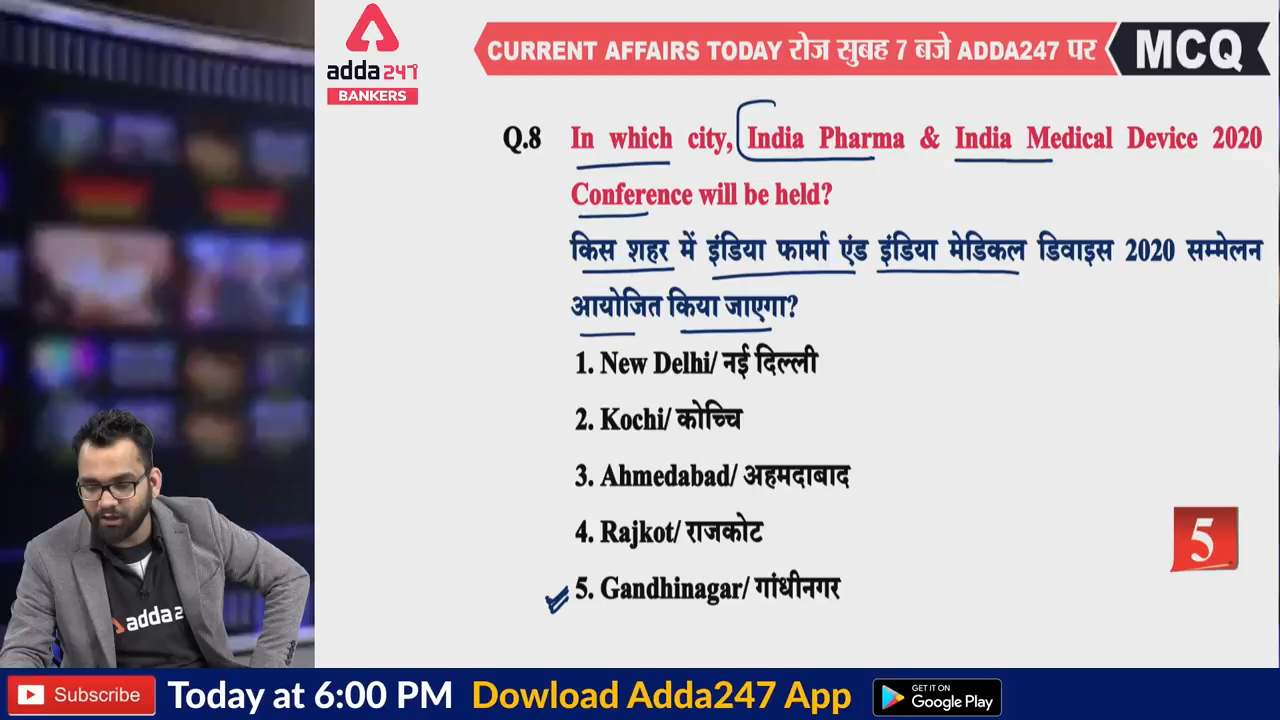 adda247
BANKERS
CURRENT AFFAIRS TODAY रोज सुबह 7 बजे ADDA247 पर
MCQ
Q.8 In which city, India Pharma & India Medical Device 2020
Conference will be held?
किस शहर में इंडिया फार्मा एंड इंडिया मेडिकल डिवाइस 2020 सम्मेलन
आयोजित किया जाएगा?
1. New Delhi/ नई दिल्ली
2. Kochi/ कोच्चि
3. Ahmedabad/ अहमदाबाद
4. Rajkot/ राजकोट
5
5. Gandhinagar/ गांधीनगर
adda2
Subscribe
Today at 6:00 PM Dowload Adda247 App
GET IT ON
Google Play